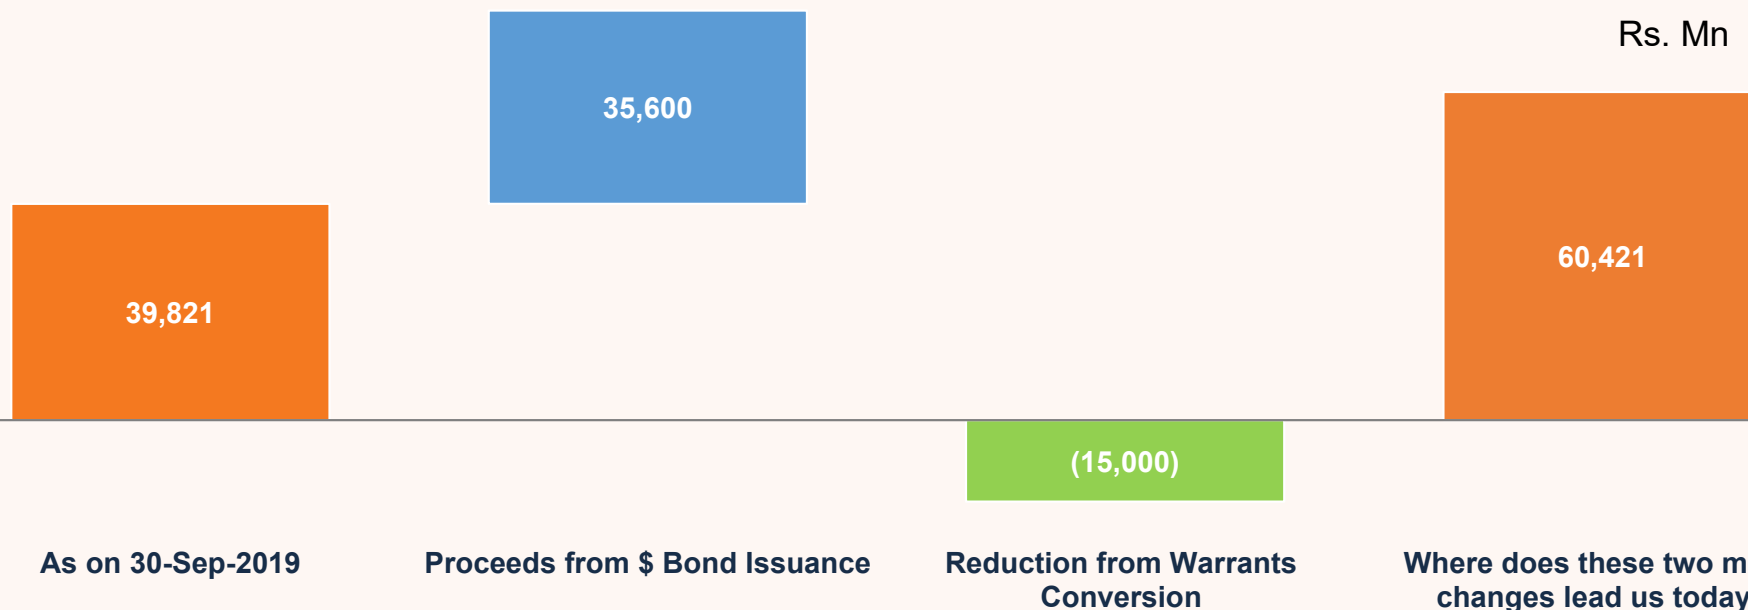 Rs. Mn
35,600
60,421
39,821
(15,000)
As on 30-Sep-2019
Proceeds from $ Bond Issuance
Reduction from Warrants
Conversion
Where does these two
changes lead us today